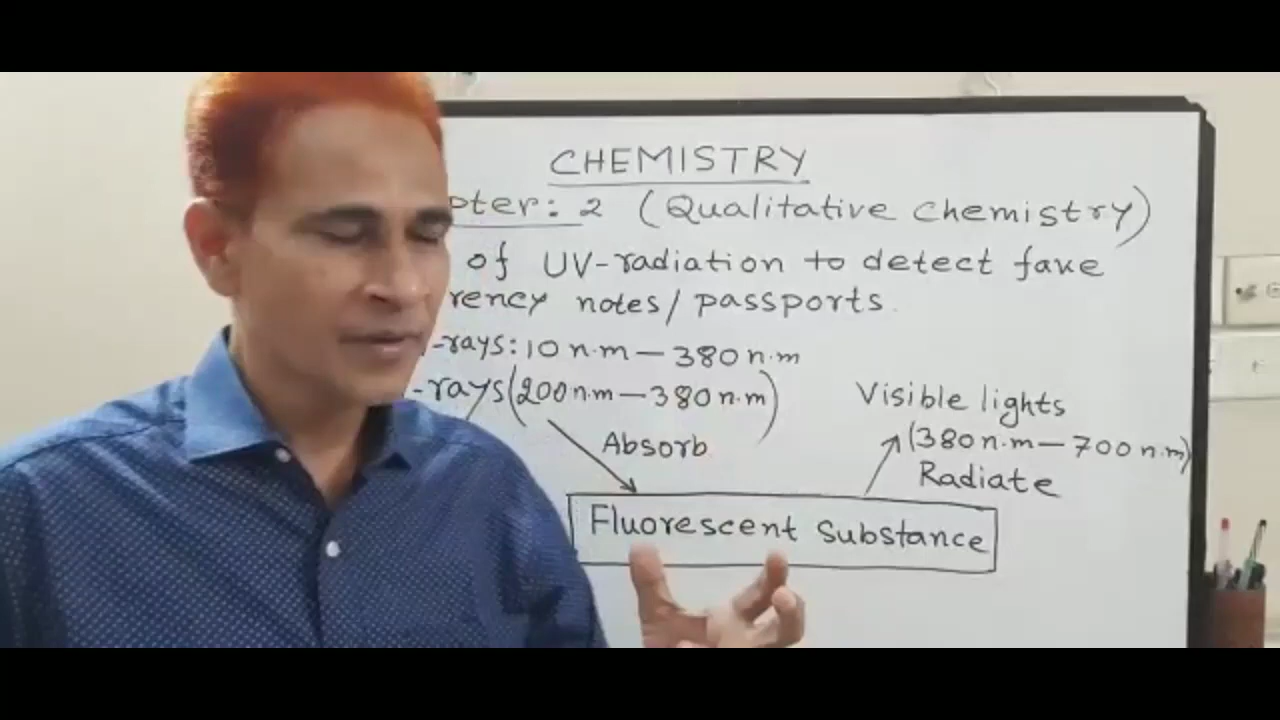 CHEMISTRY
pter: 2 (Qualitative Chemistry)
of UV-radiation to detect fake
rency notes/passports.
-rays: 10 n.m — 380 n.m
-rays (200 n.m — 380 n.m)
Visible lights
(380 n.m — 700 n.m)
Absorb
Radiate
Fluorescent Substance